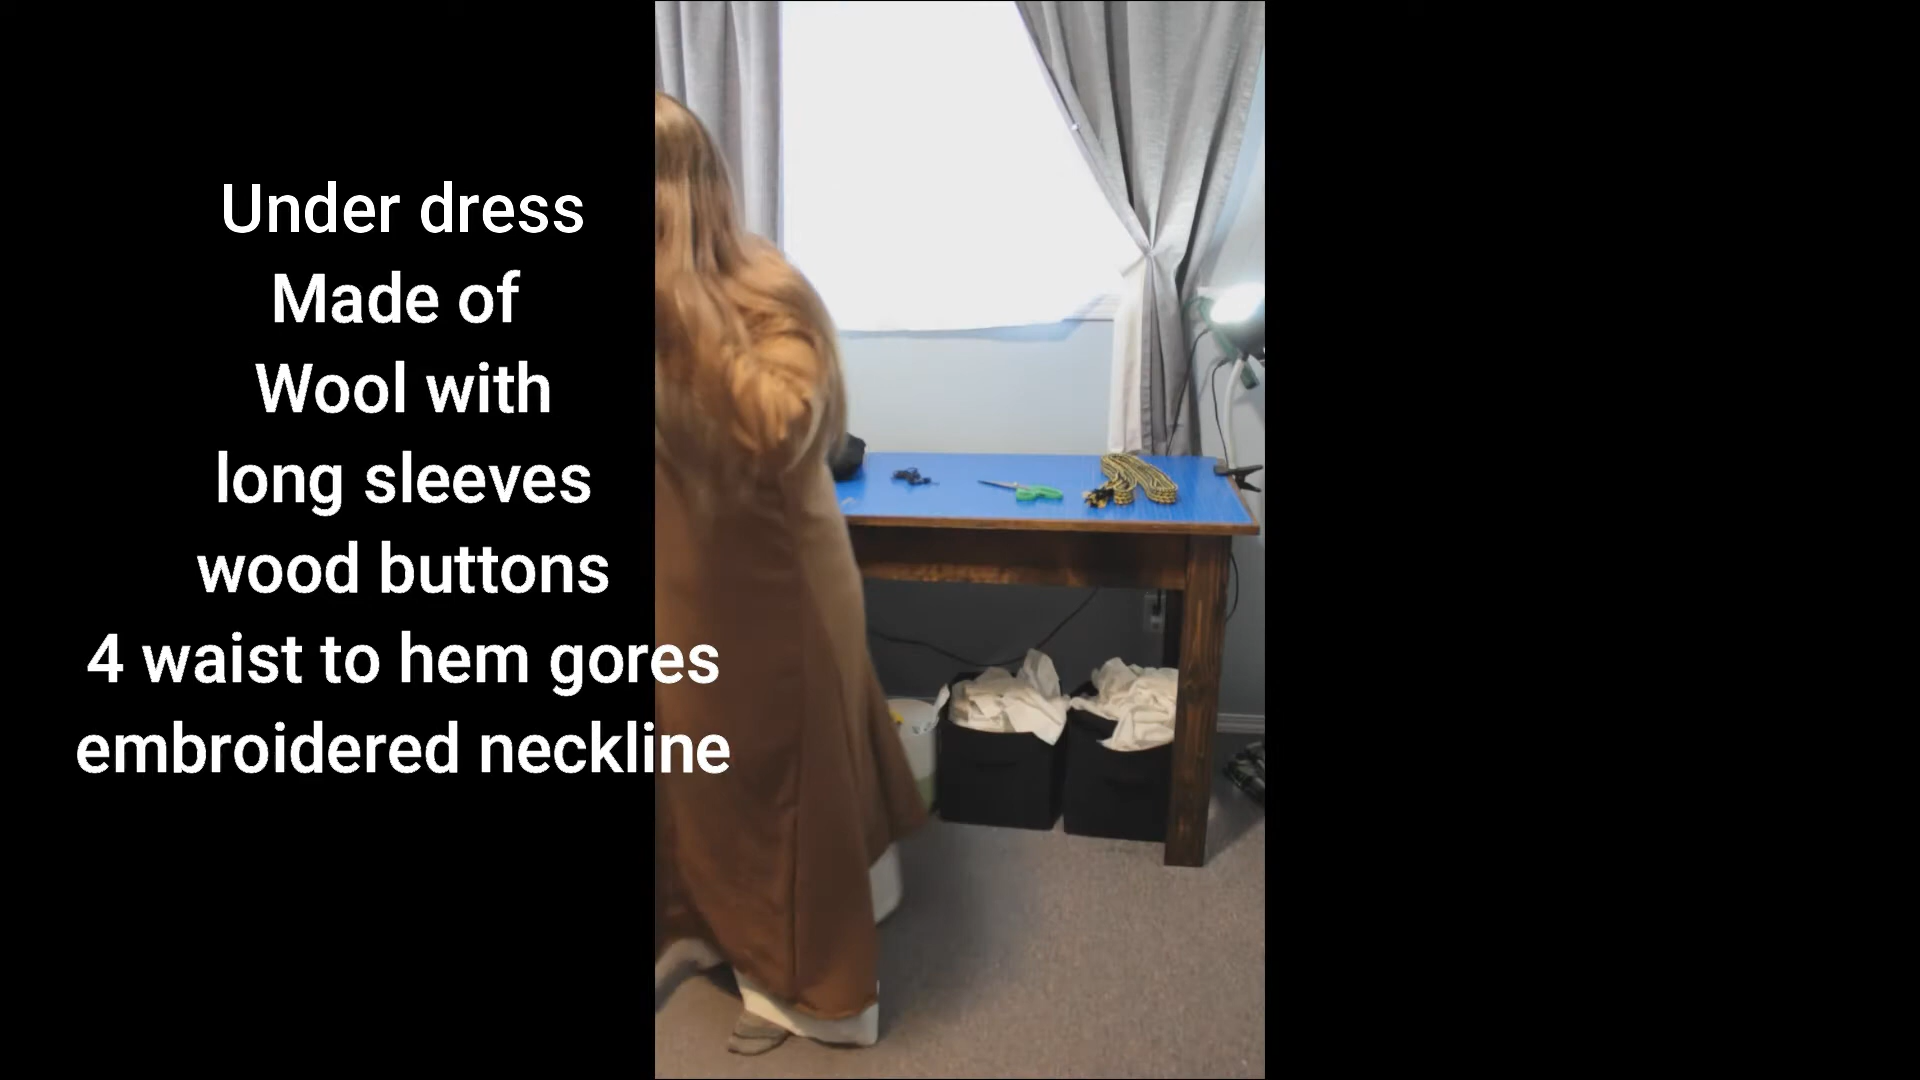 Under dress
Made of
Wool with
long sleeves
wood buttons
4 waist to hem gores
embroidered neckline